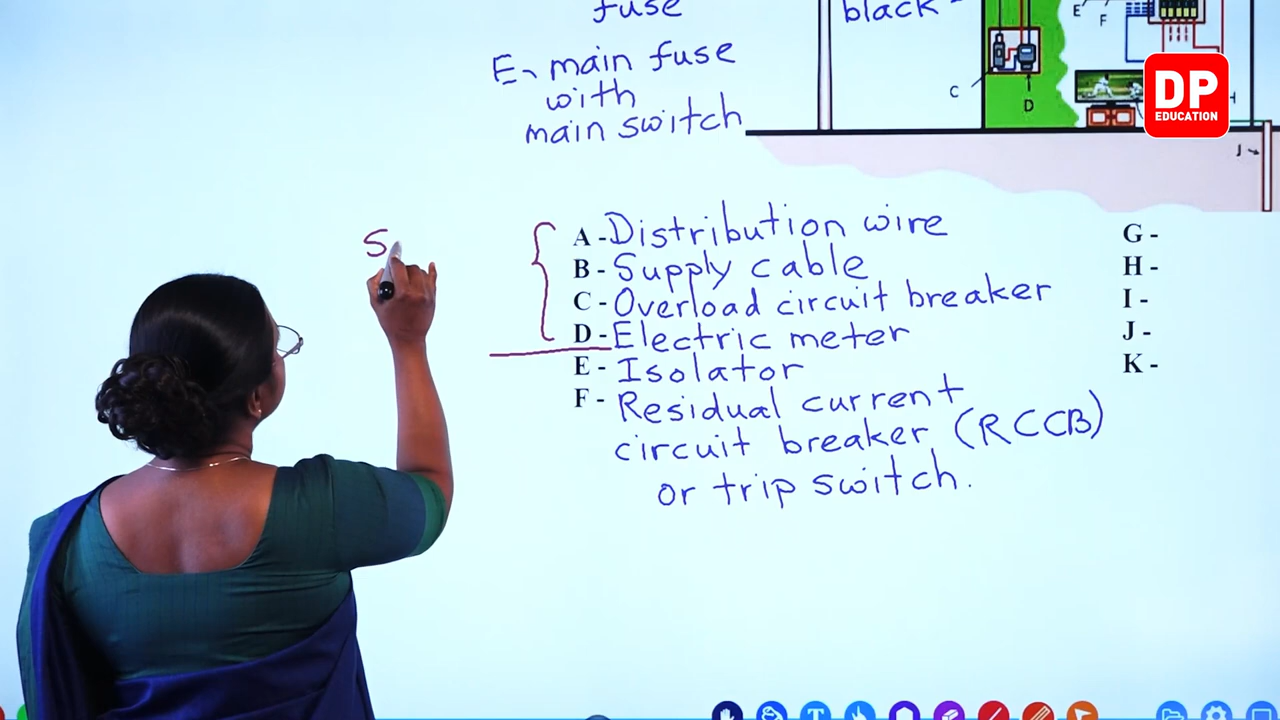 fuse
E - main fuse
with
main switch
black -
E
F
C
D
H
J
DP
EDUCATION
S
A - Distribution wire
B - Supply cable
C - Overload circuit breaker
D - Electric meter
E - Isolator
F - Residual current
circuit breaker (RCCB)
or trip switch.
G -
H -
I -
J -
K -